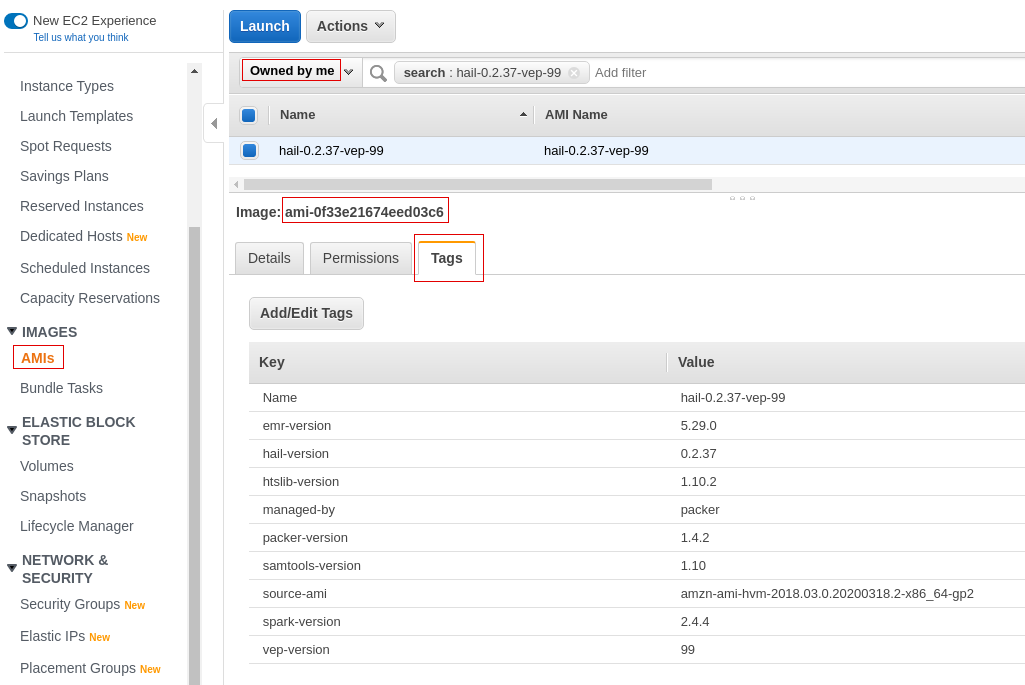 New EC2 Experience
Tell us what you think
Instance Types
Launch Templates
Spot Requests
Savings Plans
Reserved Instances
Dedicated Hosts New
Scheduled Instances
Capacity Reservations
IMAGES
AMIs
Bundle Tasks
ELASTIC BLOCK
STORE
Volumes
Snapshots
Lifecycle Manager
NETWORK &
SECURITY
Security Groups New
Elastic IPs New
Placement Groups New
Launch Actions
Owned by me search : hail-0.2.37-vep-99 Add filter
Name AMI Name
hail-0.2.37-vep-99 hail-0.2.37-vep-99
Image: ami-0f33e21674eed03c6
Details Permissions Tags
Add/Edit Tags
Key Value
Name hail-0.2.37-vep-99
emr-version 5.29.0
hail-version 0.2.37
htslib-version 1.10.2
managed-by packer
packer-version 1.4.2
samtools-version 1.10
source-ami amzn-ami-hvm-2018.03.0.20200318.2-x86_64-gp2
spark-version 2.4.4
vep-version 99